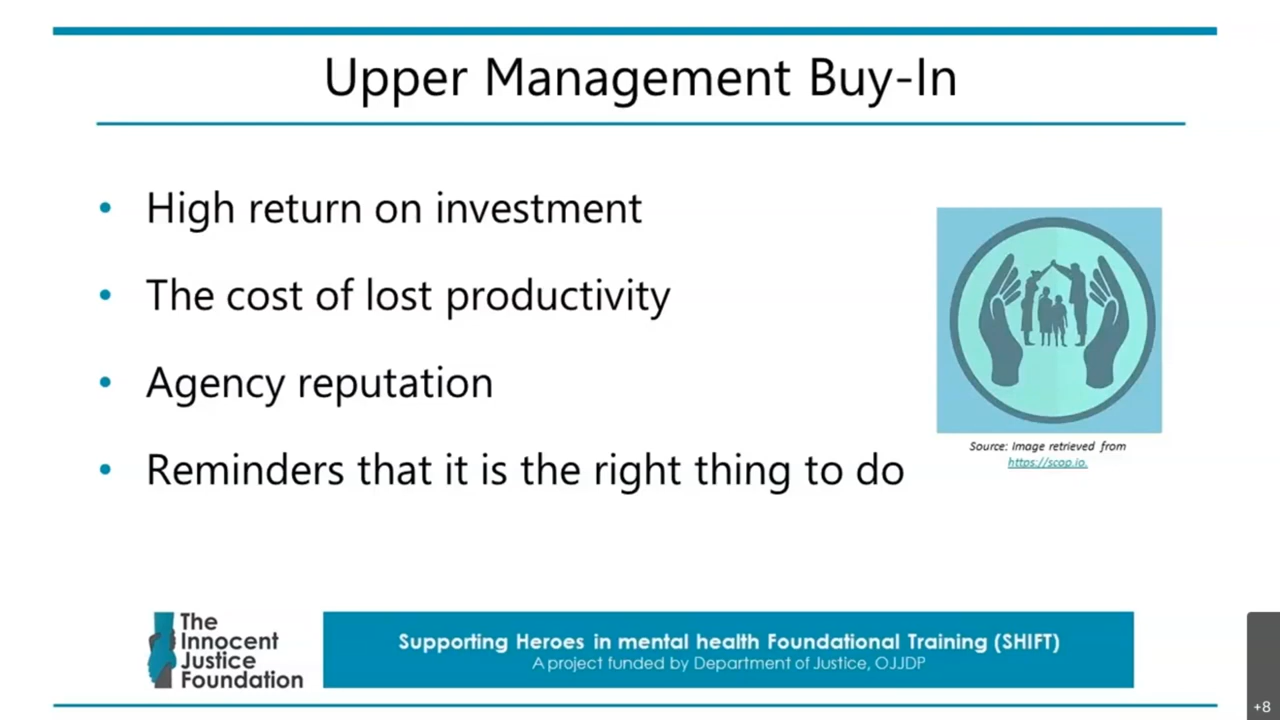 Upper Management Buy-In
• High return on investment
• The cost of lost productivity
• Agency reputation
• Reminders that it is the right thing to do
Source: Image retrieved from
https://scop.io.
The
Innocent
Justice
Foundation
Supporting Heroes in mental health Foundational Training (SHIFT)
A project funded by Department of Justice, OJJDP
+8